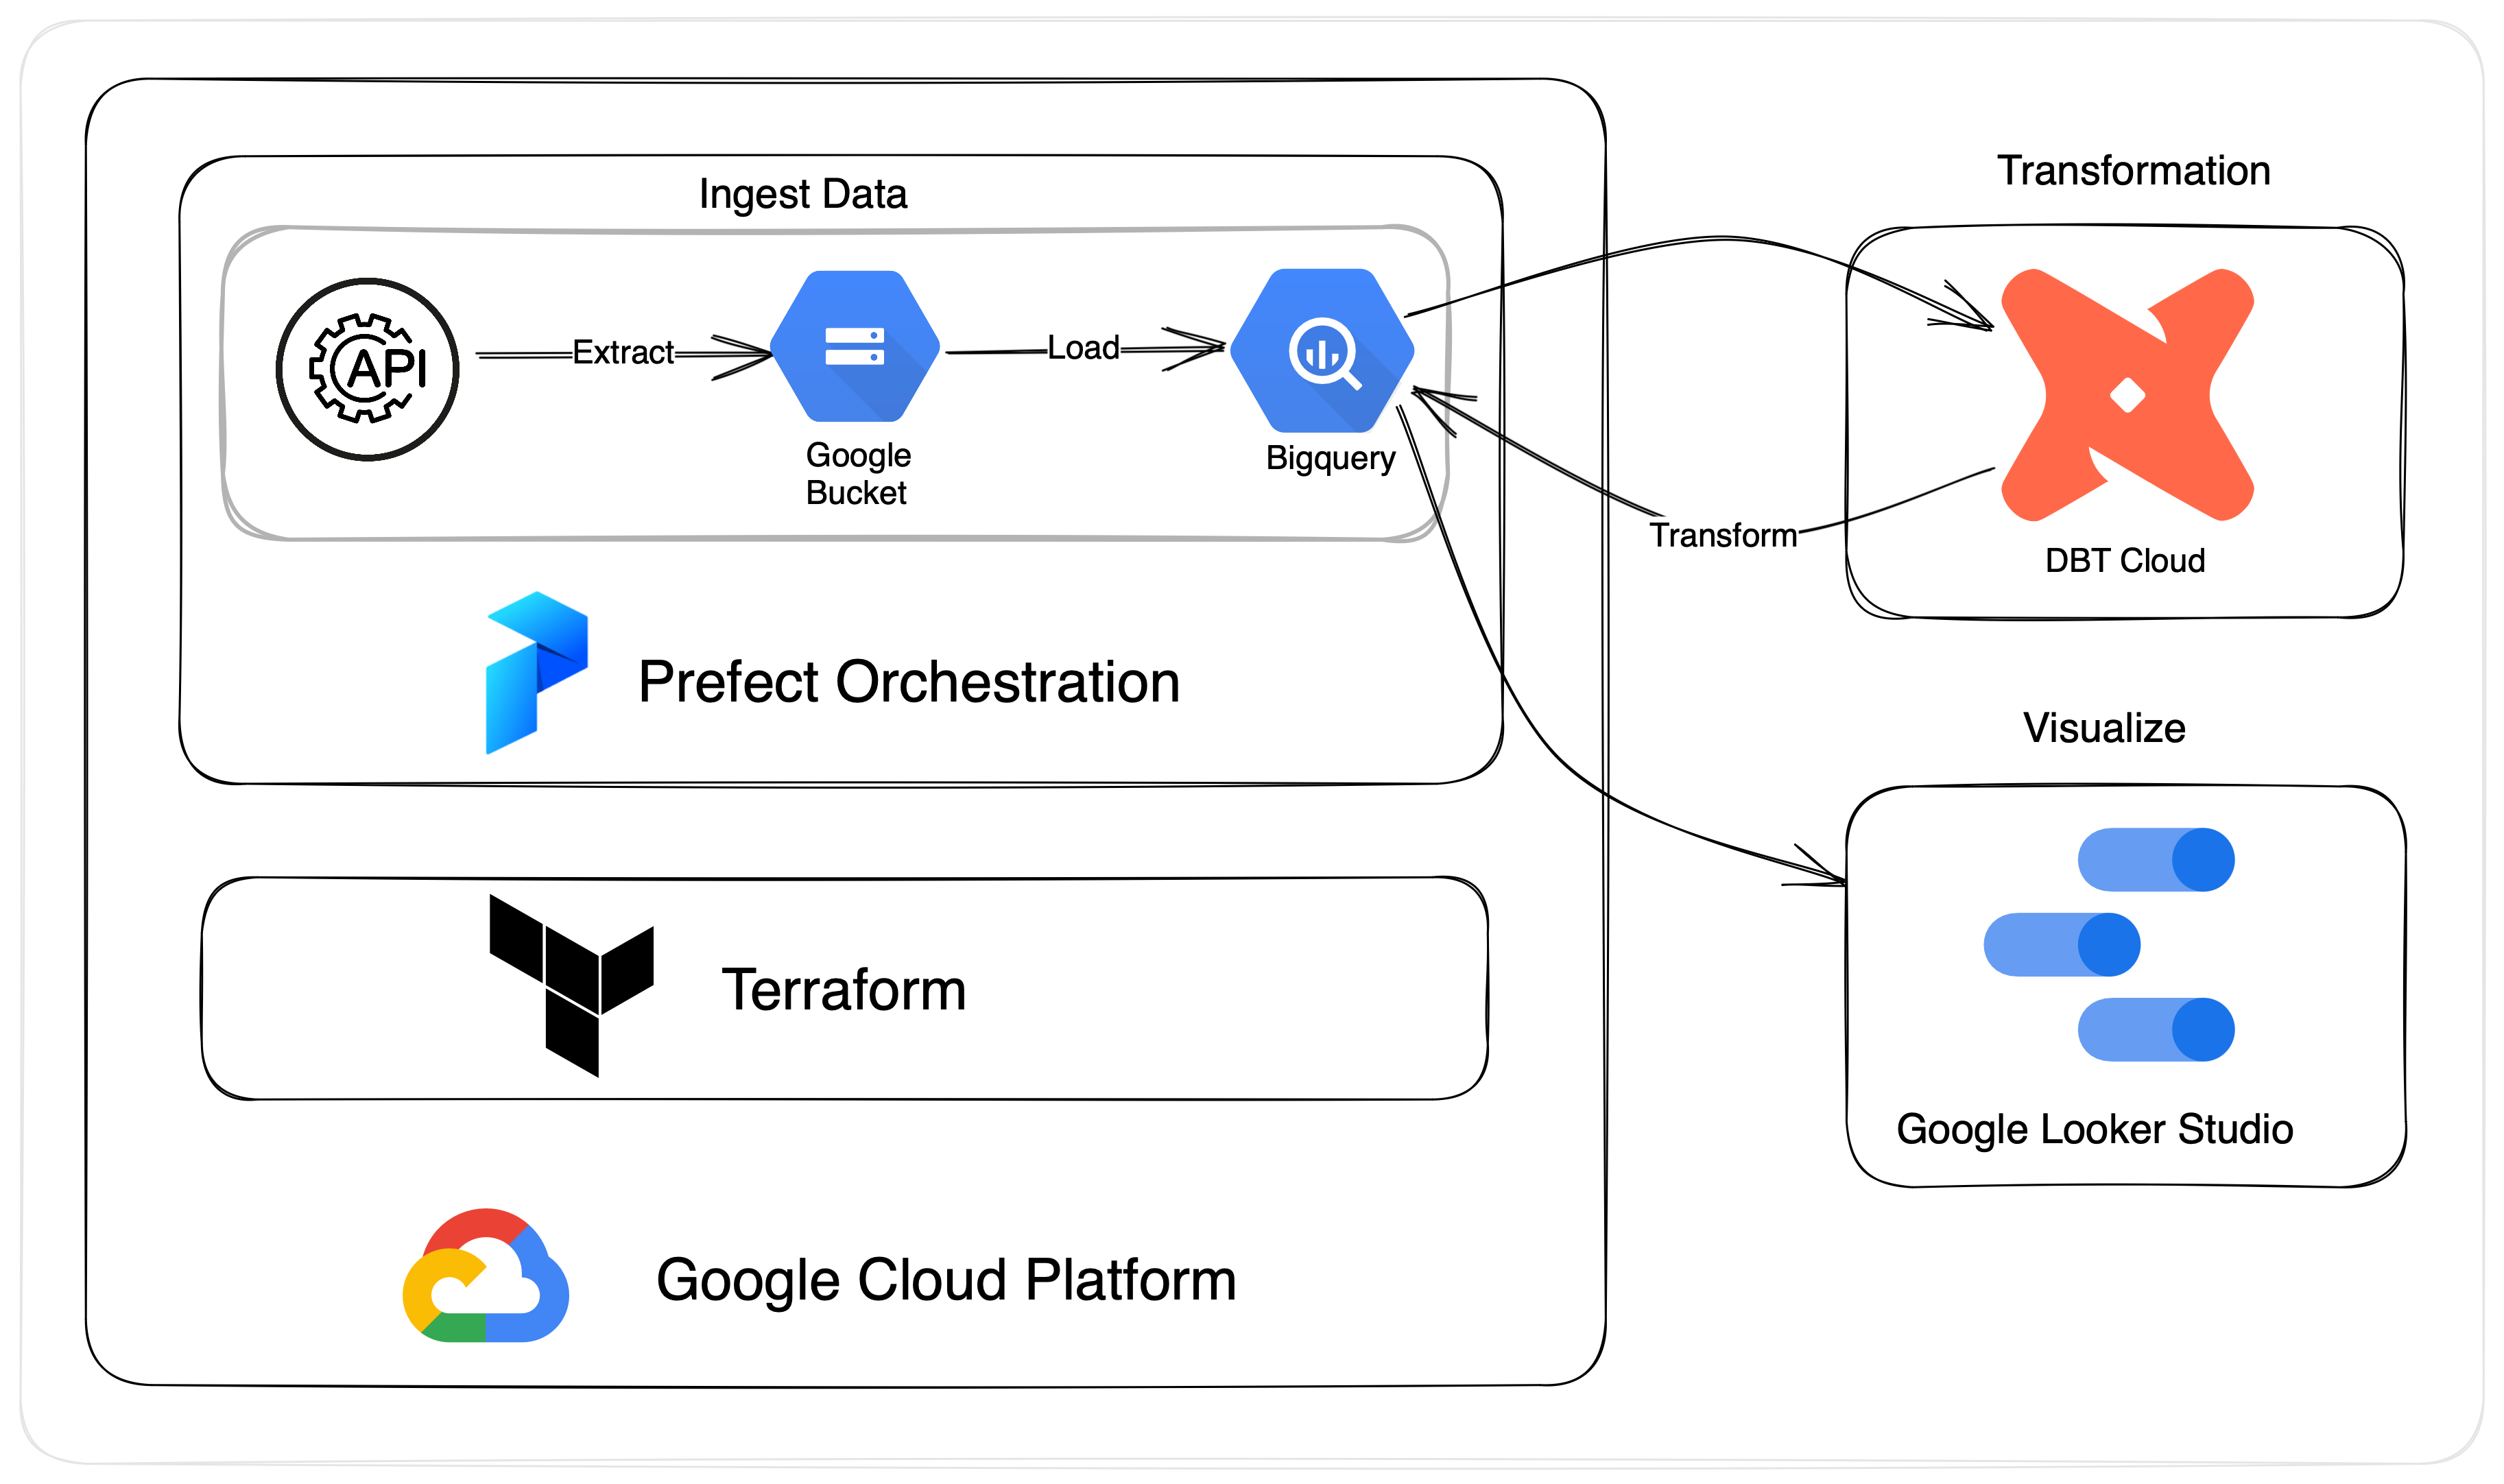 Ingest Data
API
Extract
Google
Bucket
Load
Bigquery
Transformation
Transform
DBT Cloud
Prefect Orchestration
Visualize
Google Looker Studio
Terraform
Google Cloud Platform